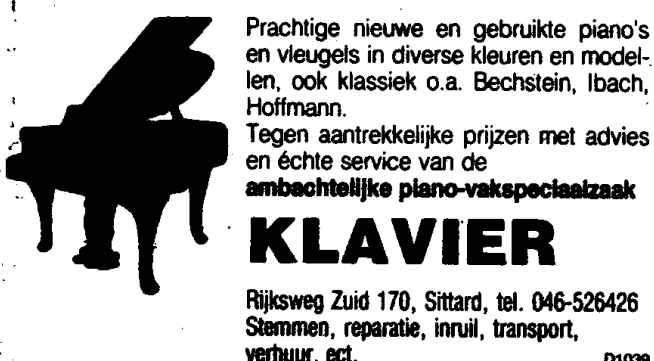 Prachtige nieuwe en gebruikte piano's
en vleugels in diverse kleuren en model-
len, ook klassiek o.a. Bechstein, Ibach,
Hoffmann.
Tegen aantrekkelijke prijzen met advies
en échte service van de
ambachtelijke piano-vakspeciaalzaak
KLAVIER
Rijksweg Zuid 170, Sittard, tel. 046-526426
Stemmen, reparatie, inruil, transport,
verhuur, ect.
D1039